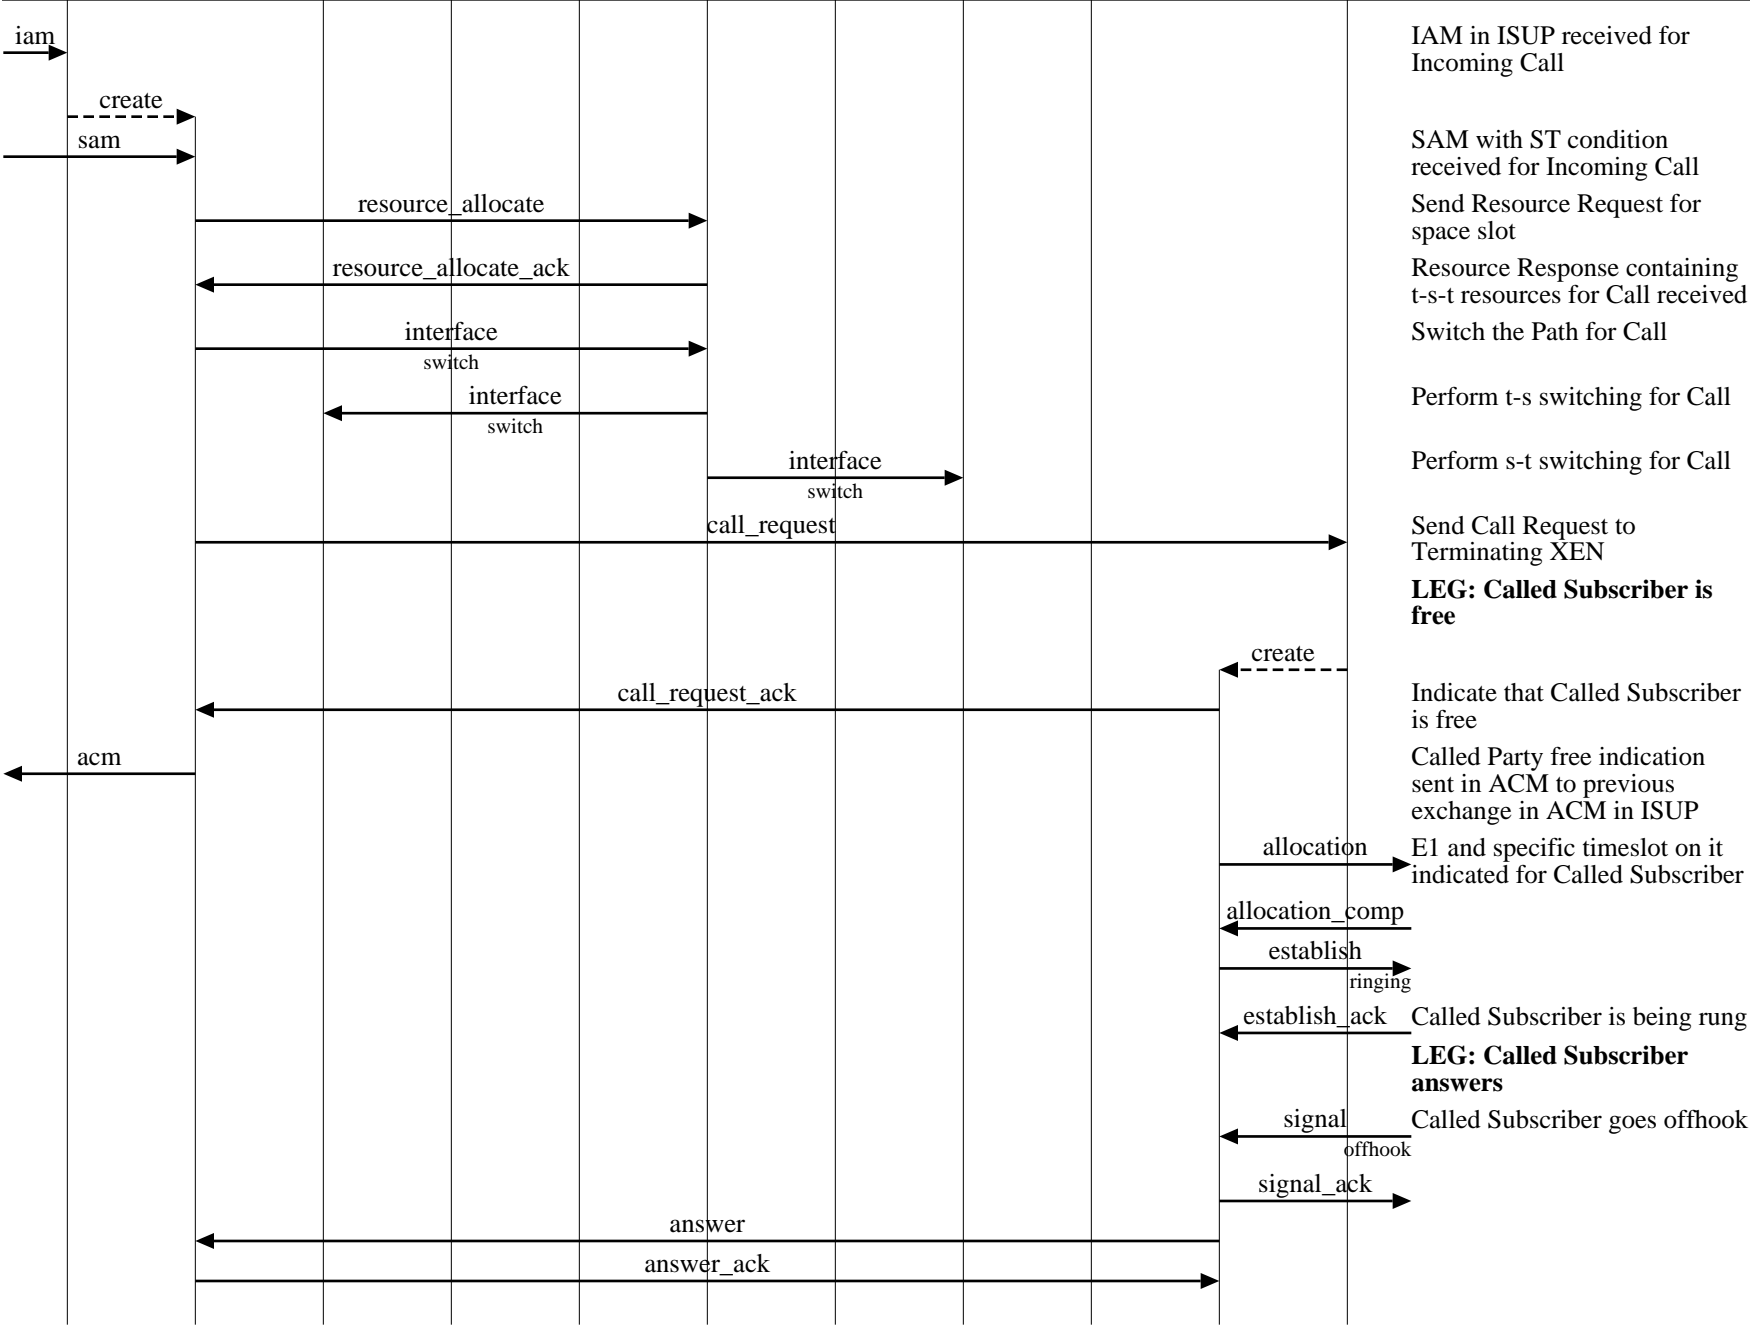 iam
IAM in ISUP received for
Incoming Call
create
sam
SAM with ST condition
received for Incoming Call
resource_allocate
Send Resource Request for
space slot
resource_allocate_ack
Resource Response containing
t-s-t resources for Call received
interface
switch
Switch the Path for Call
interface
switch
Perform t-s switching for Call
interface
switch
Perform s-t switching for Call
call_request
Send Call Request to
Terminating XEN
LEG: Called Subscriber is
free
create
call_request_ack
Indicate that Called Subscriber
is free
acm
Called Party free indication
sent in ACM to previous
exchange in ACM in ISUP
allocation
E1 and specific timeslot on it
indicated for Called Subscriber
allocation_comp
establish
ringing
establish_ack
Called Subscriber is being rung
LEG: Called Subscriber
answers
signal
offhook
Called Subscriber goes offhook
signal_ack
answer
answer_ack